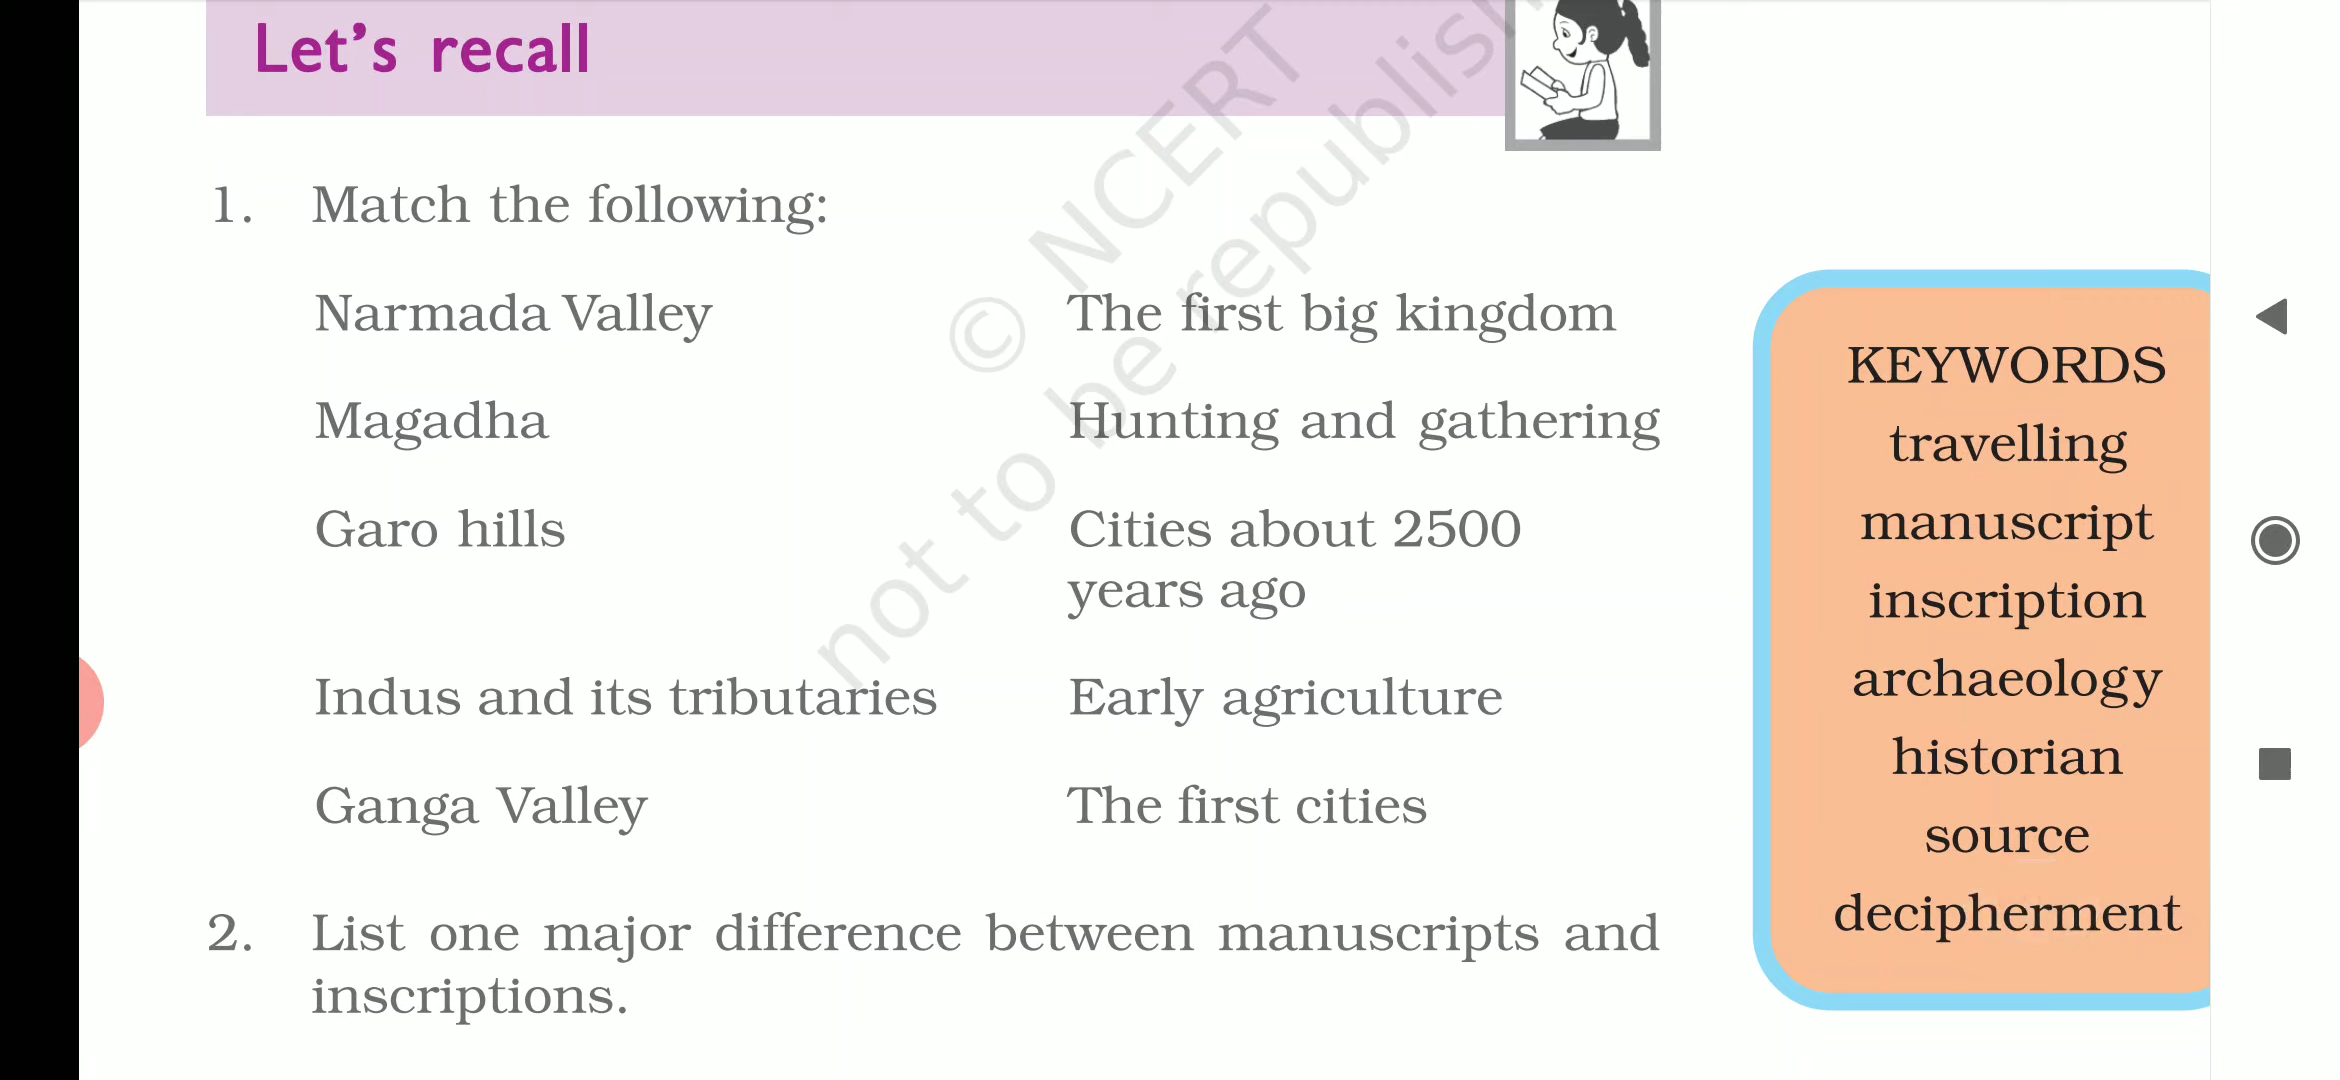 Let's recall
1. Match the following:
Narmada Valley The first big kingdom
Magadha Hunting and gathering
Garo hills Cities about 2500
years ago
Indus and its tributaries Early agriculture
Ganga Valley The first cities
2. List one major difference between manuscripts and
inscriptions.
KEYWORDS
travelling
manuscript
inscription
archaeology
historian
source
decipherment
© NCERT
not to be republish